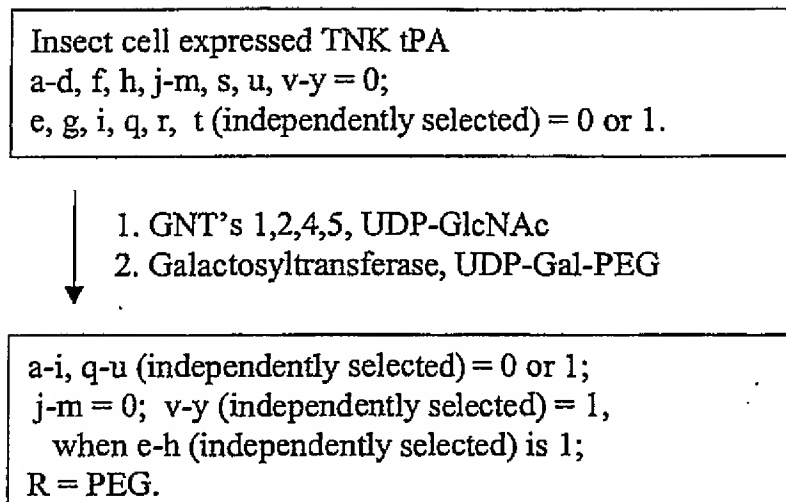 Insect cell expressed TNK tPA
a-d, f, h, j-m, s, u, v-y = 0;
e, g, i, q, r, t (independently selected) = 0 or 1.
1. GNT's 1,2,4,5, UDP-GlcNAc
2. Galactosyltransferase, UDP-Gal-PEG
a-i, q-u (independently selected) = 0 or 1;
j-m = 0; v-y (independently selected) = 1,
when e-h (independently selected) is 1;
R = PEG.